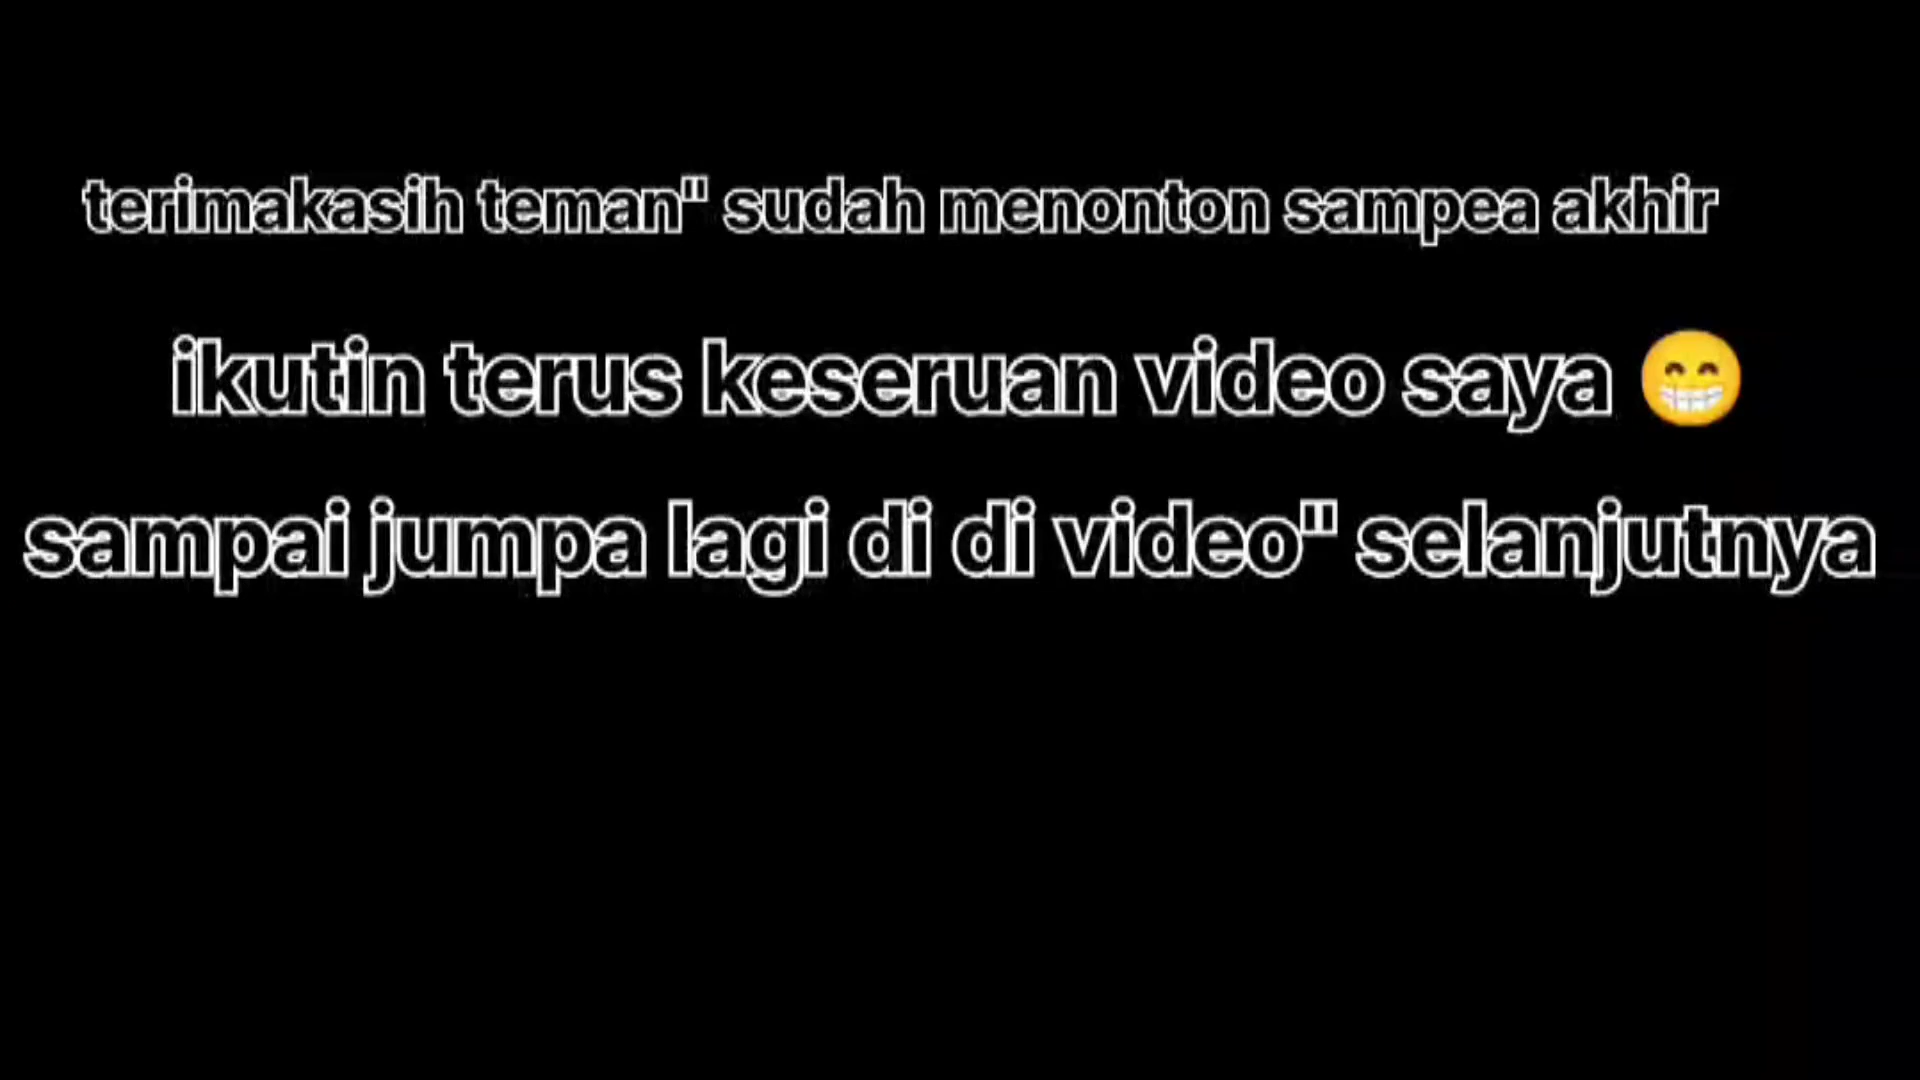 terimakasih teman" sudah menonton sampea akhir
ikutin terus keseruan video saya 😁
sampai jumpa lagi di di video" selanjutnya